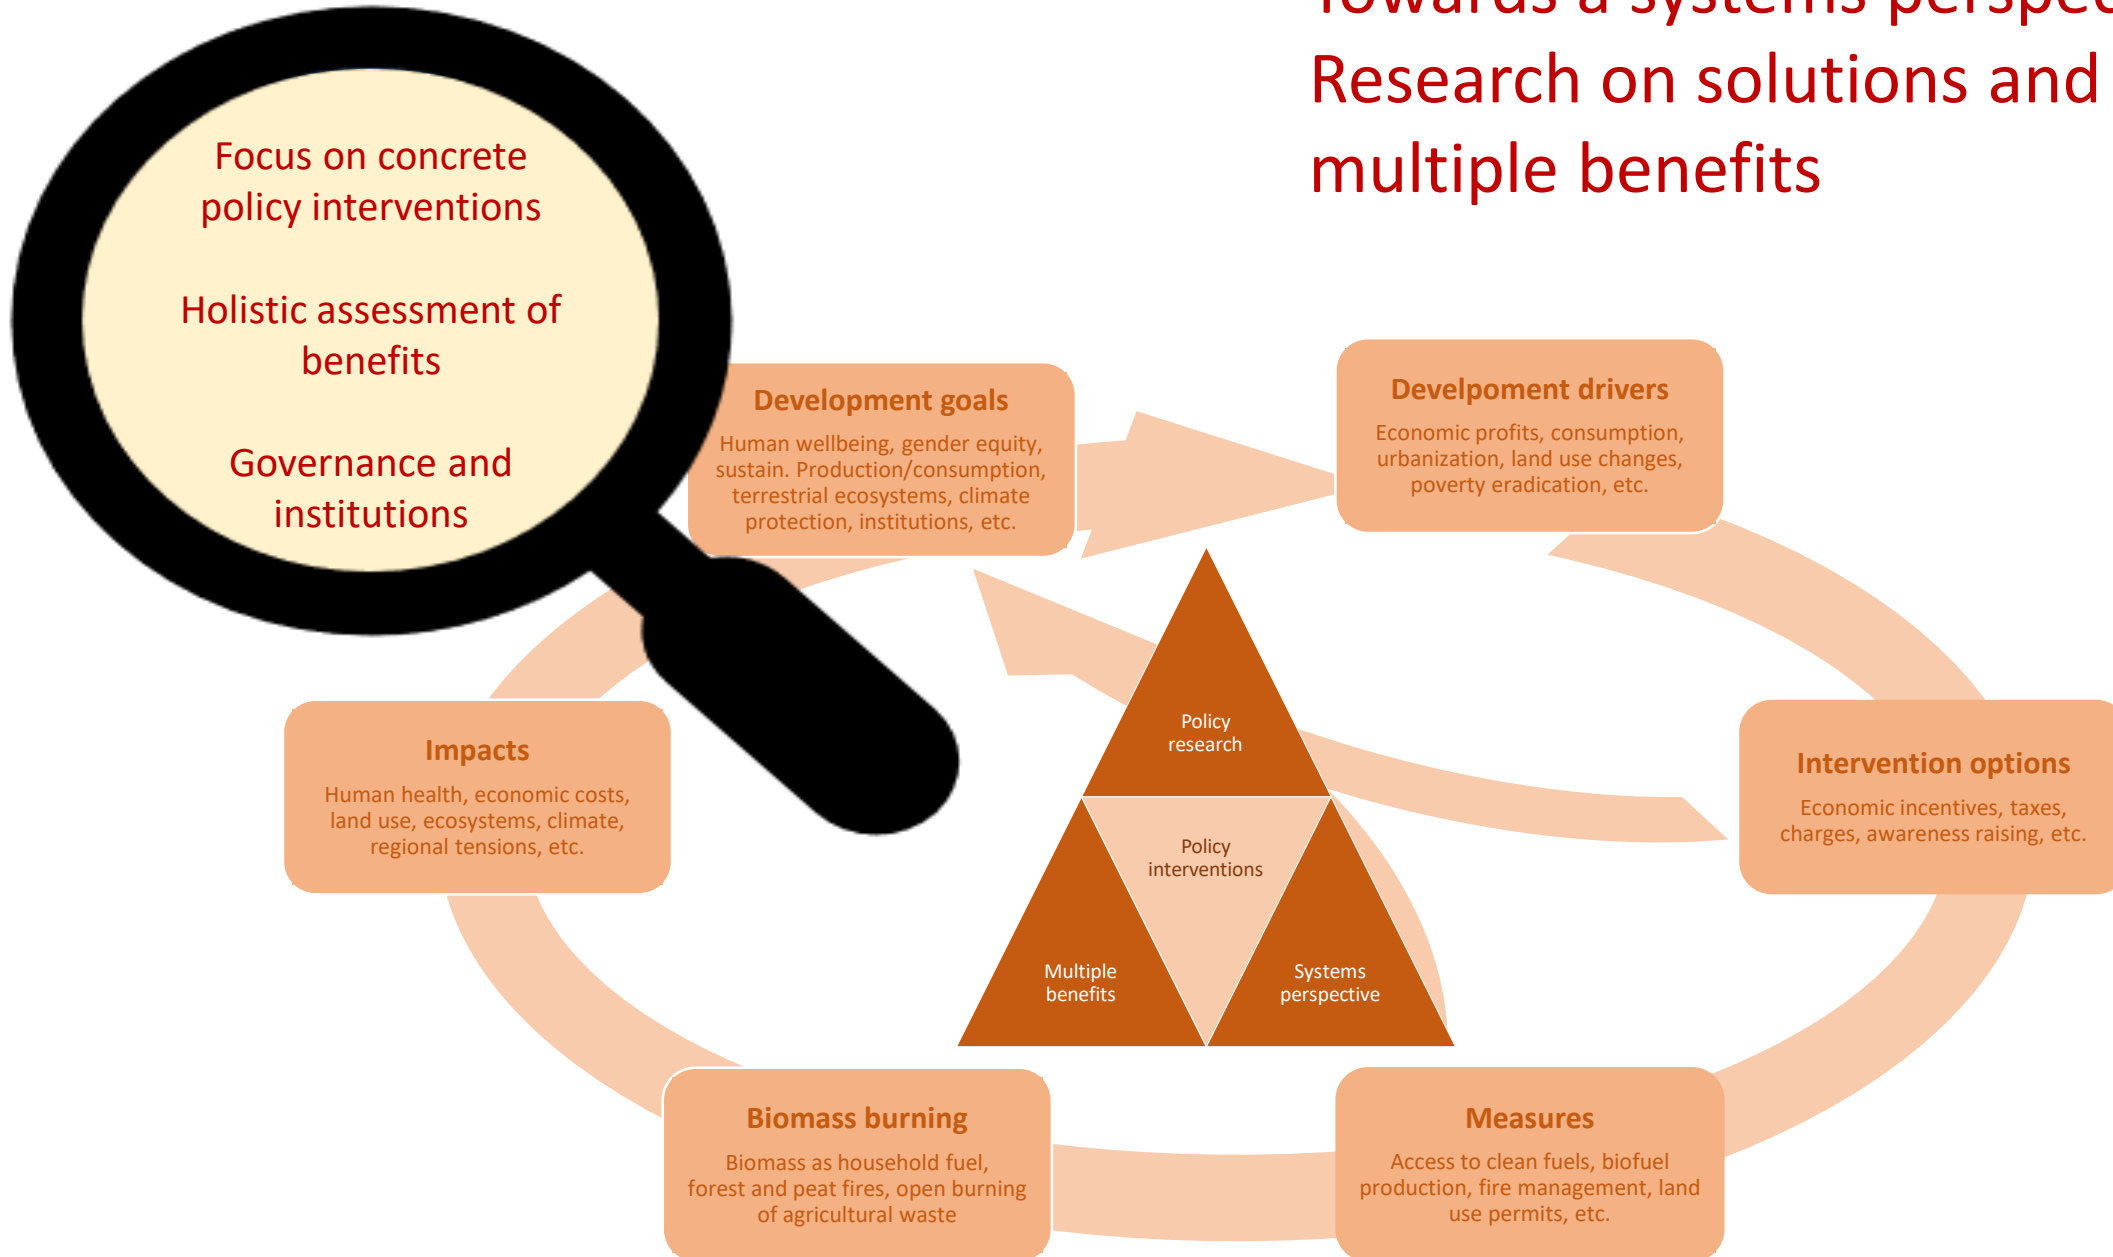 Towards a systems perspec
Research on solutions and
multiple benefits
Focus on concrete
policy interventions
Holistic assessment of
benefits
Governance and
institutions
Development goals
Human wellbeing, gender equity,
sustain. Production/consumption,
terrestrial ecosystems, climate
protection, institutions, etc.
Develpoment drivers
Economic profits, consumption,
urbanization, land use changes,
poverty eradication, etc.
Impacts
Human health, economic costs,
land use, ecosystems, climate,
regional tensions, etc.
Policy
research
Policy
interventions
Multiple
benefits
Systems
perspective
Intervention options
Economic incentives, taxes,
charges, awareness raising, etc.
Biomass burning
Biomass as household fuel,
forest and peat fires, open burning
of agricultural waste
Measures
Access to clean fuels, biofuel
production, fire management, land
use permits, etc.